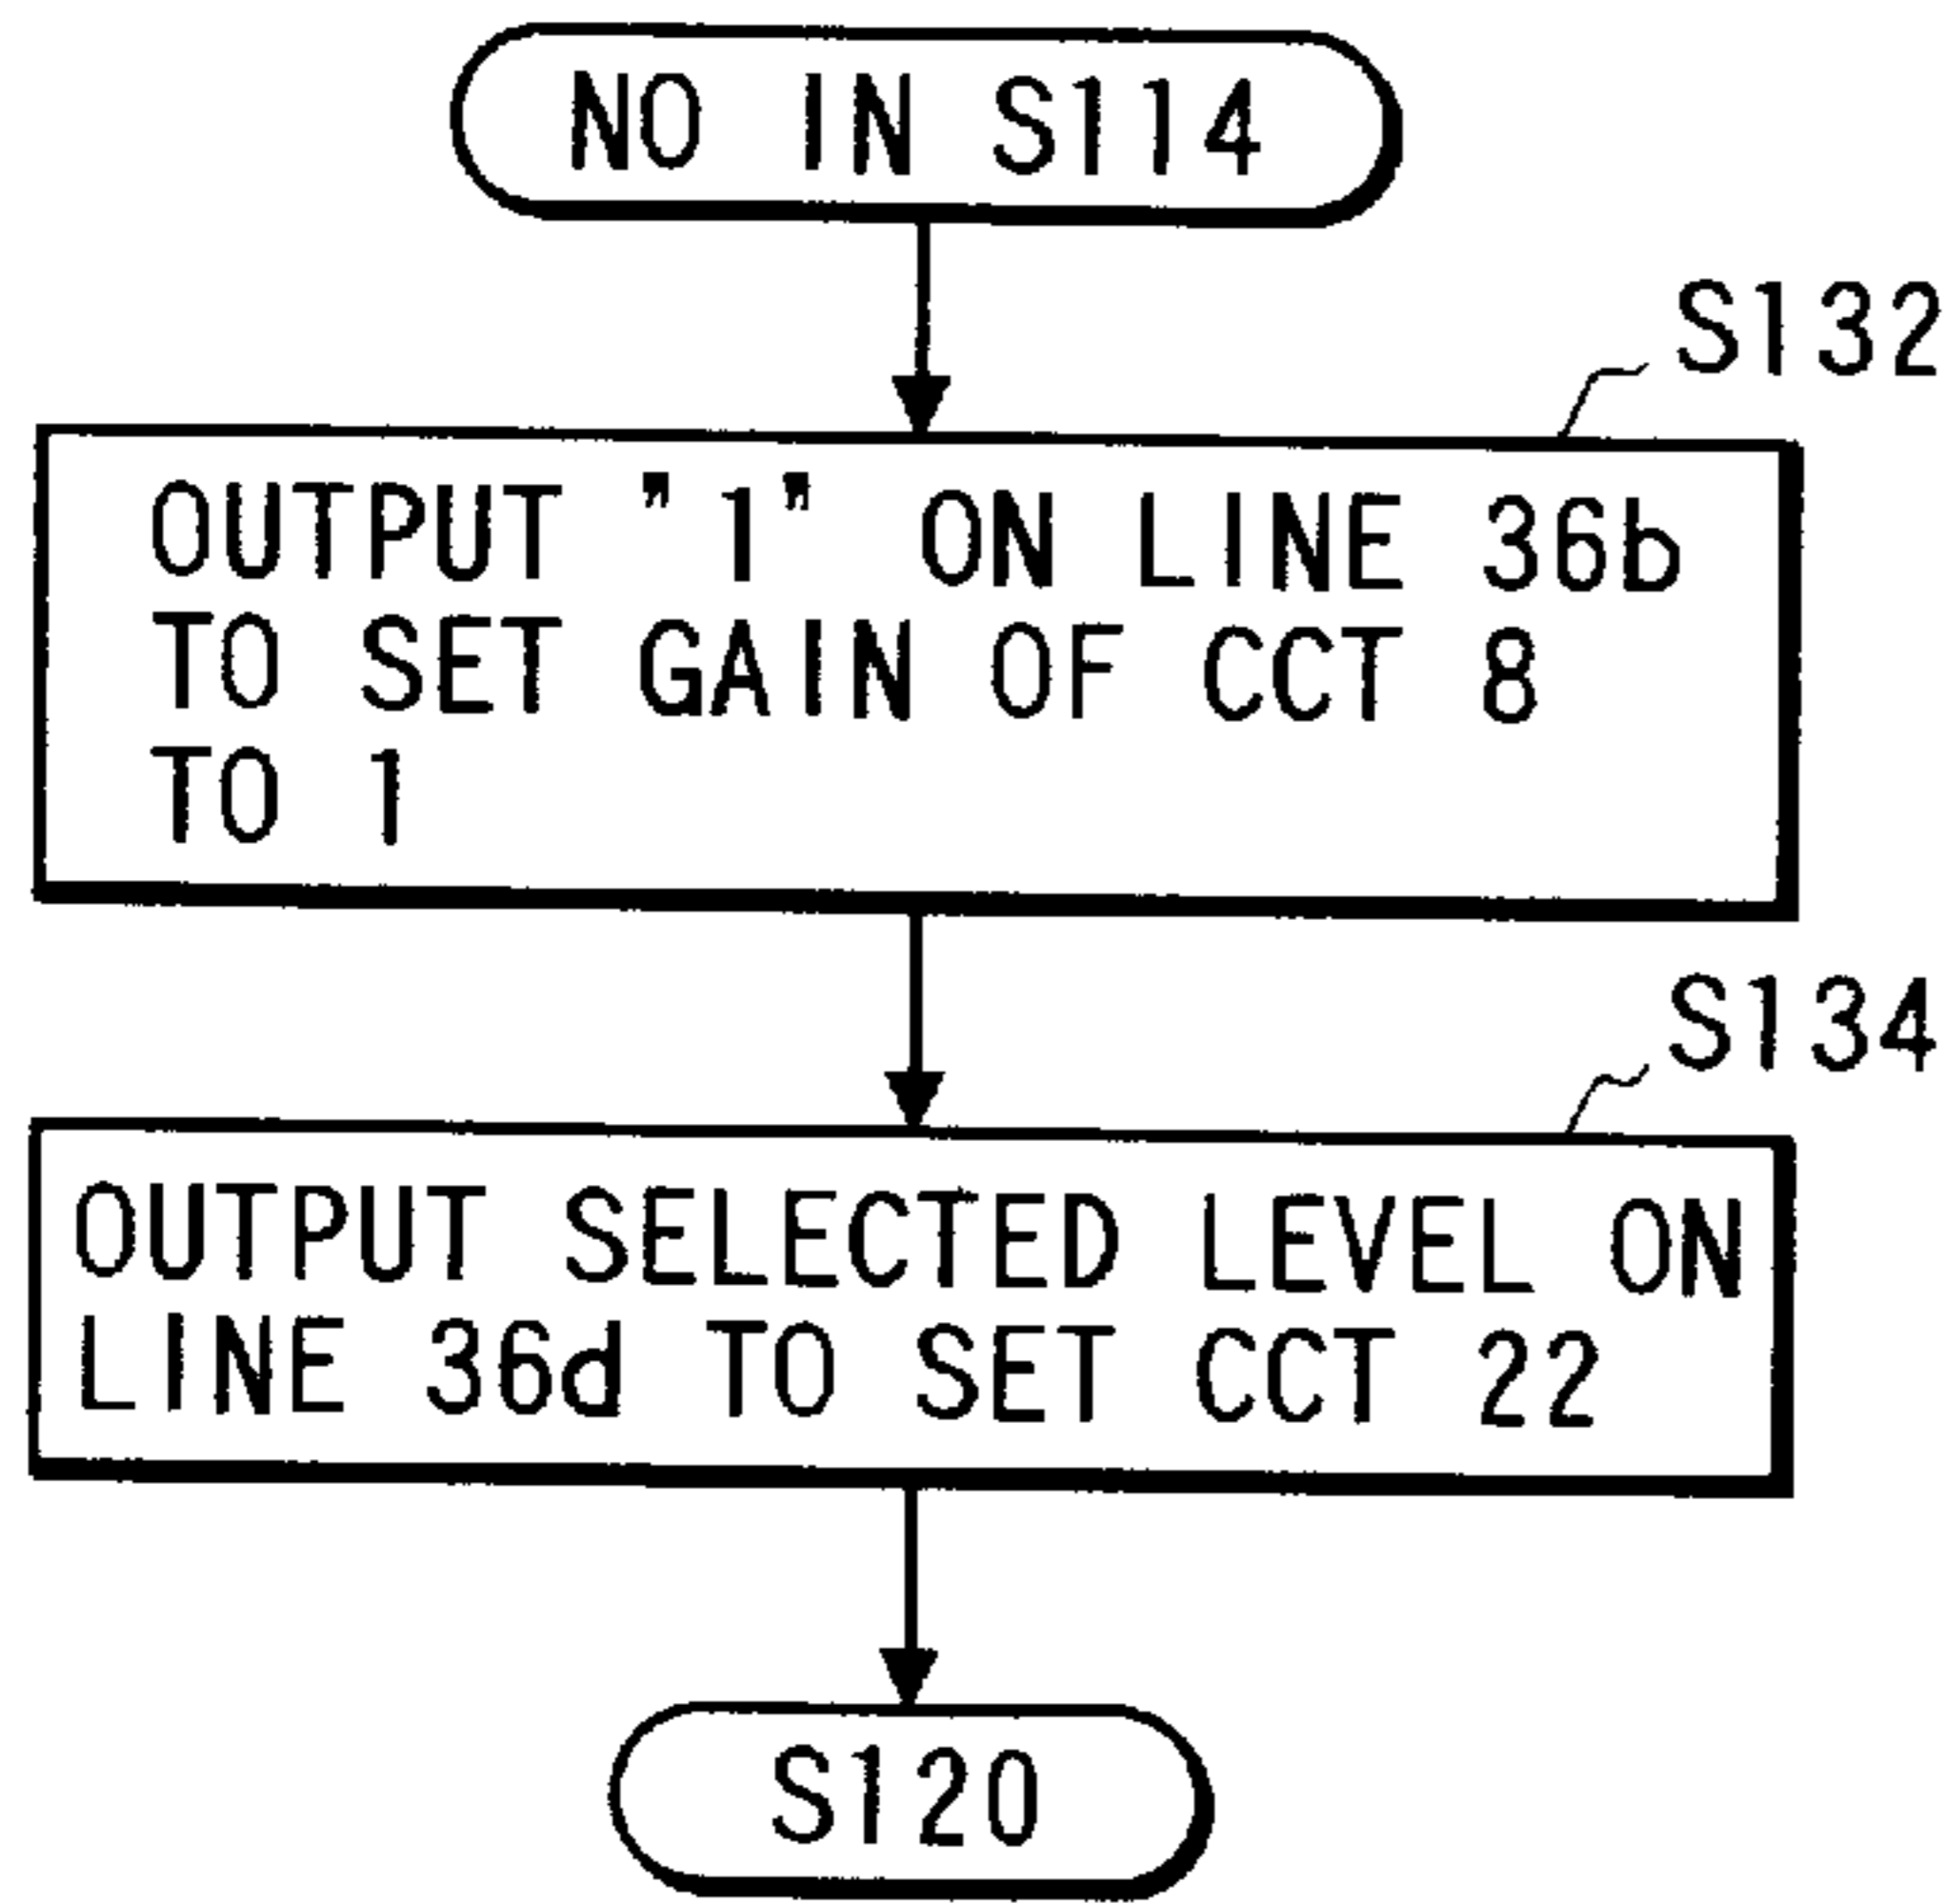 NO IN S114
S132
OUTPUT "1" ON LINE 36b
TO SET GAIN OF CCT 8
TO 1
S134
OUTPUT SELECTED LEVEL ON
LINE 36d TO SET CCT 22
S120